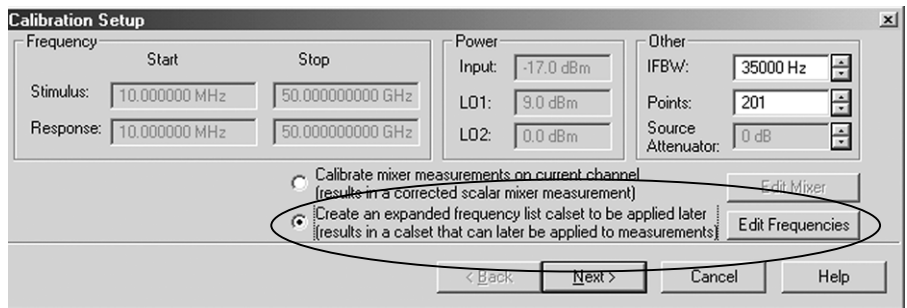 Calibration Setup
Frequency
Start Stop
Stimulus: 10.000000 MHz 50.000000000 GHz
Response: 10.000000 MHz 50.000000000 GHz
Power
Input: -17.0 dBm
LO1: 9.0 dBm
LO2: 0.0 dBm
Other
IFBW: 35000 Hz
Points: 201
Source
Attenuator: 0 dB
Calibrate mixer measurements on current channel
(results in a corrected scalar mixer measurement)
Edit Mixer
Create an expanded frequency list calset to be applied later
(results in a calset that can later be applied to measurements)
Edit Frequencies
< Back Next > Cancel Help